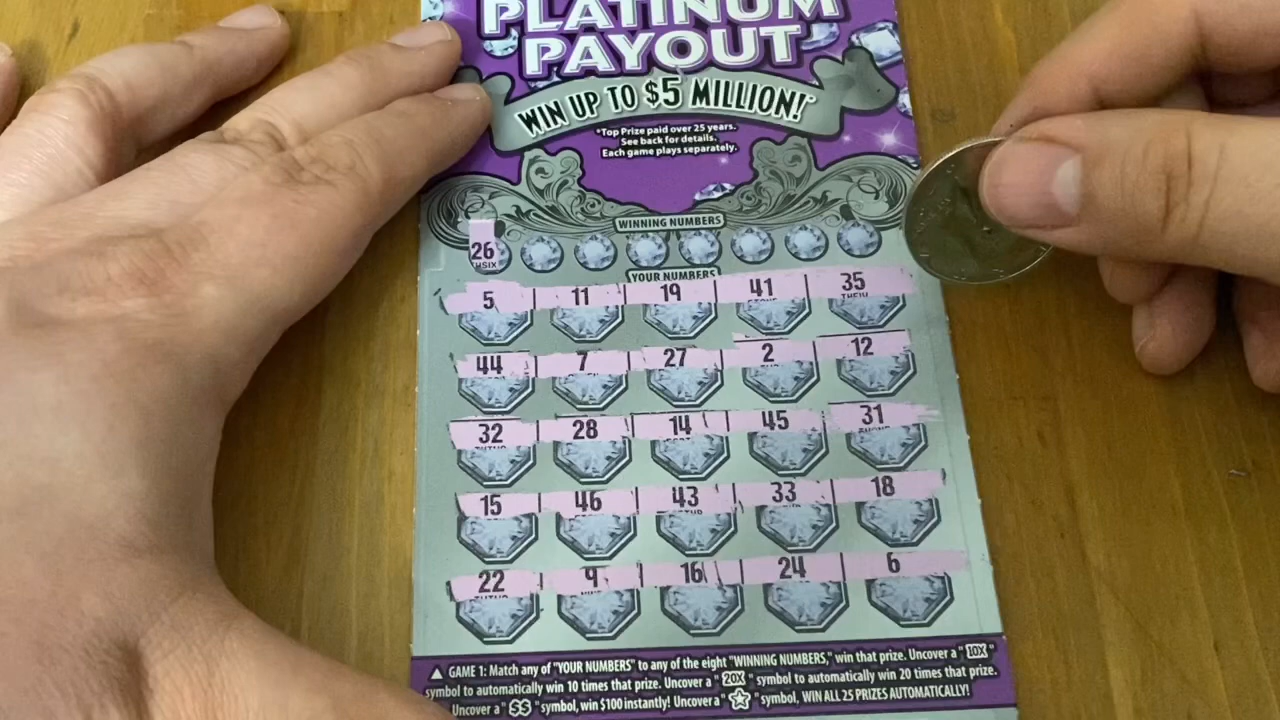 PLATINUM
PAYOUT
WIN UP TO $5 MILLION!*
*Top Prize paid over 25 years.
See back for details.
Each game plays separately.
WINNING NUMBERS
26
YOUR NUMBERS
5 11 19 41 35
44 7 27 2 12
32 28 14 45 31
15 46 43 33 18
22 9 16 24 6
▲ GAME 1: Match any of "YOUR NUMBERS" to any of the eight "WINNING NUMBERS," win that prize. Uncover a "10X"
symbol to automatically win 10 times that prize. Uncover a "20X" symbol to automatically win 20 times that prize.
Uncover a "$$" symbol, win $100 instantly! Uncover a "☆" symbol, WIN ALL 25 PRIZES AUTOMATICALLY!